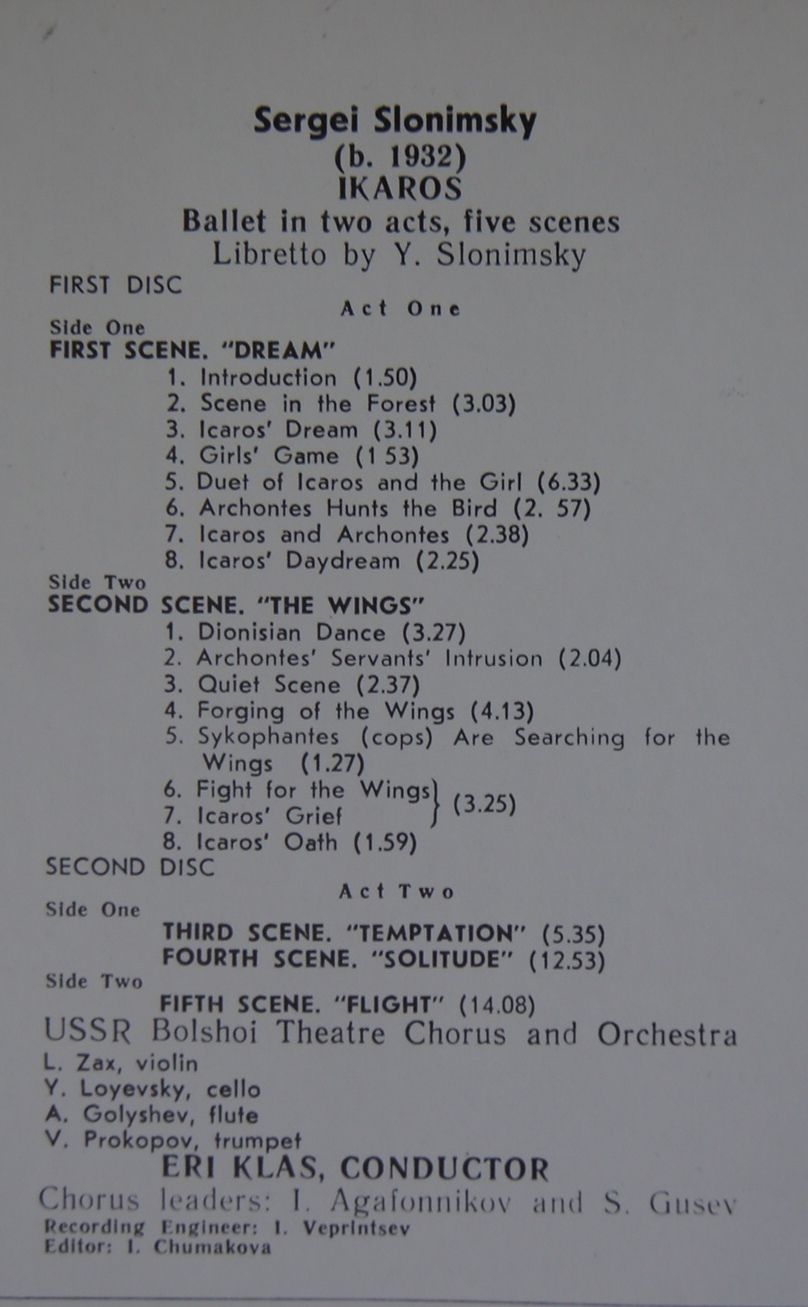 Sergei Slonimsky
(b. 1932)
IKAROS
Ballet in two acts, five scenes
Libretto by Y. Slonimsky
FIRST DISC
Act One
Side One
FIRST SCENE. "DREAM"
1. Introduction (1.50)
2. Scene in the Forest (3.03)
3. Icaros' Dream (3.11)
4. Girls' Game (1 53)
5. Duet of Icaros and the Girl (6.33)
6. Archontes Hunts the Bird (2. 57)
7. Icaros and Archontes (2.38)
8. Icaros' Daydream (2.25)
Side Two
SECOND SCENE. "THE WINGS"
1. Dionisian Dance (3.27)
2. Archontes' Servants' Intrusion (2.04)
3. Quiet Scene (2.37)
4. Forging of the Wings (4.13)
5. Sykophantes (cops) Are Searching for the
Wings (1.27)
6. Fight for the Wings
7. Icaros' Grief } (3.25)
8. Icaros' Oath (1.59)
SECOND DISC
Act Two
Side One
THIRD SCENE. "TEMPTATION" (5.35)
FOURTH SCENE. "SOLITUDE" (12.53)
Side Two
FIFTH SCENE. "FLIGHT" (14.08)
USSR Bolshoi Theatre Chorus and Orchestra
L. Zax, violin
Y. Loyevsky, cello
A. Golyshev, flute
V. Prokopov, trumpet
ERI KLAS, CONDUCTOR
Chorus leaders: I. Agafonnikov and S. Gusev
Recording Engineer: I. Veprintsev
Editor: I. Chumakova